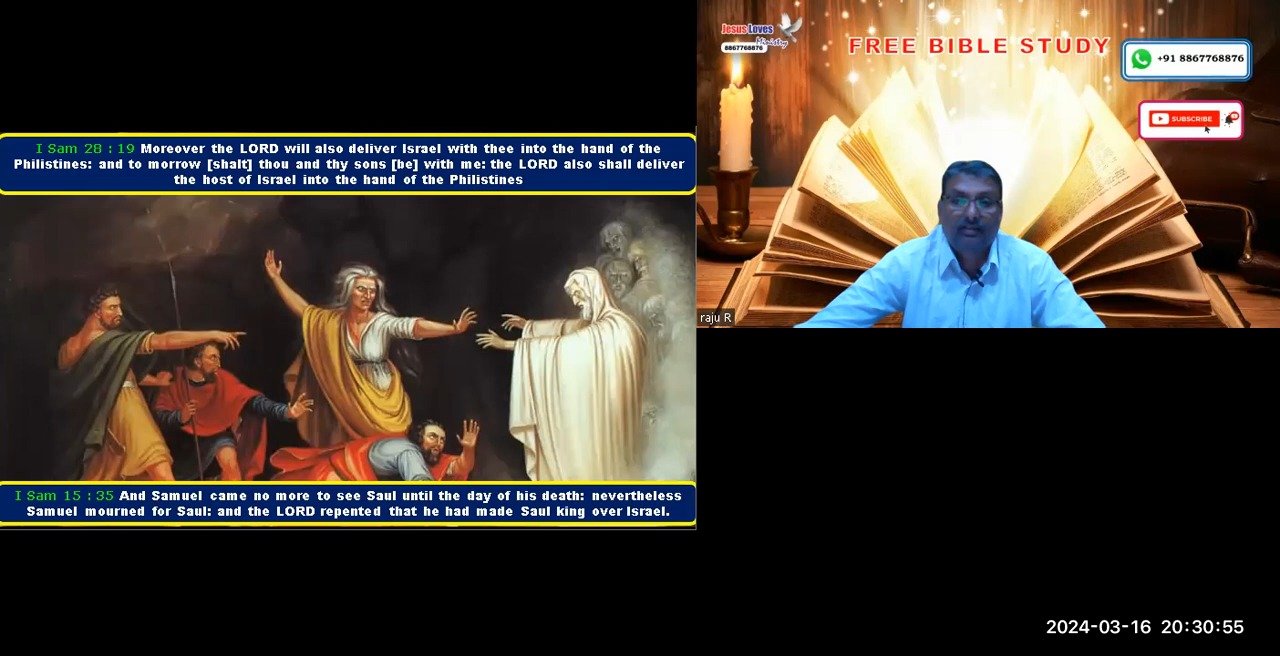 I Sam 28 : 19 Moreover the LORD will also deliver Israel with thee into the hand of the
Philistines: and to morrow [shalt] thou and thy sons [be] with me: the LORD also shall deliver
the host of Israel into the hand of the Philistines
I Sam 15 : 35 And Samuel came no more to see Saul until the day of his death: nevertheless
Samuel mourned for Saul: and the LORD repented that he had made Saul king over Israel.
Jesus Loves
Ministry
8867768876
FREE BIBLE STUDY
+91 8867768876
SUBSCRIBE
raju R
2024-03-16 20:30:55